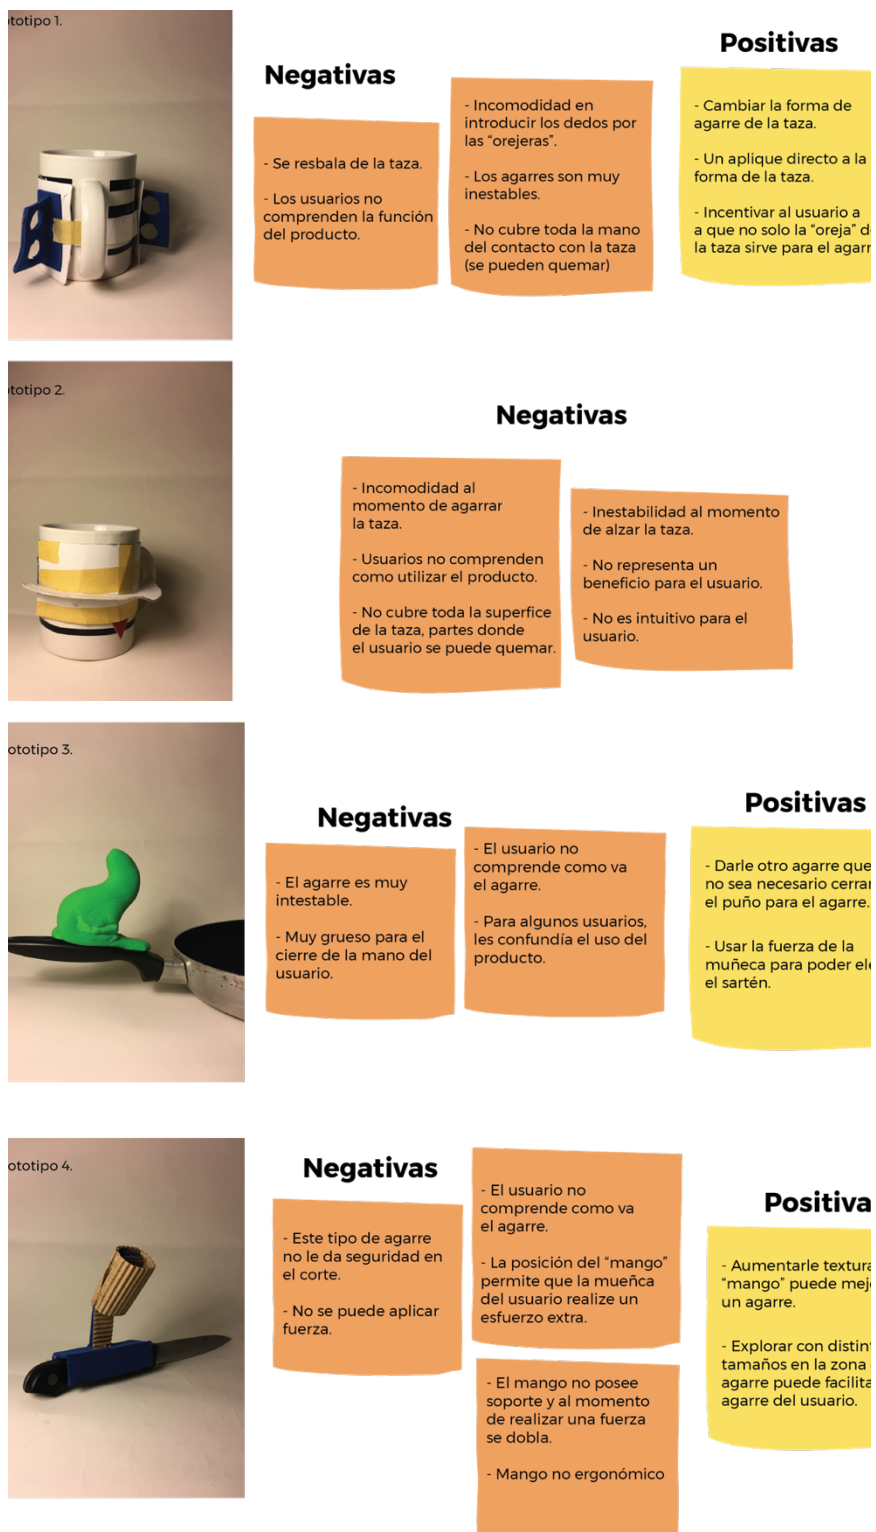 ototipo 1.
Negativas
- Se resbala de la taza.
- Los usuarios no
comprenden la función
del producto.
- Incomodidad en
introducir los dedos por
las “orejeras”.
- Los agarres son muy
inestables.
- No cubre toda la mano
del contacto con la taza
(se pueden quemar)
Positivas
- Cambiar la forma de
agarre de la taza.
- Un aplique directo a la
forma de la taza.
- Incentivar al usuario a
a que no solo la “oreja” de
la taza sirve para el agarr
ototipo 2.
Negativas
- Incomodidad al
momento de agarrar
la taza.
- Usuarios no comprenden
como utilizar el producto.
- No cubre toda la superfice
de la taza, partes donde
el usuario se puede quemar.
- Inestabilidad al momento
de alzar la taza.
- No representa un
beneficio para el usuario.
- No es intuitivo para el
usuario.
ototipo 3.
Negativas
- El agarre es muy
intestable.
- Muy grueso para el
cierre de la mano del
usuario.
- El usuario no
comprende como va
el agarre.
- Para algunos usuarios,
les confundía el uso del
producto.
Positivas
- Darle otro agarre que
no sea necesario cerrar
el puño para el agarre.
- Usar la fuerza de la
muñeca para poder ele
el sartén.
ototipo 4.
Negativas
- Este tipo de agarre
no le da seguridad en
el corte.
- No se puede aplicar
fuerza.
- El usuario no
comprende como va
el agarre.
- La posición del “mango”
permite que la mueñca
del usuario realize un
esfuerzo extra.
- El mango no posee
soporte y al momento
de realizar una fuerza
se dobla.
- Mango no ergonómico
Positiva
- Aumentarle textura
“mango” puede mej
un agarre.
- Explorar con distint
tamaños en la zona
agarre puede facilita
agarre del usuario.